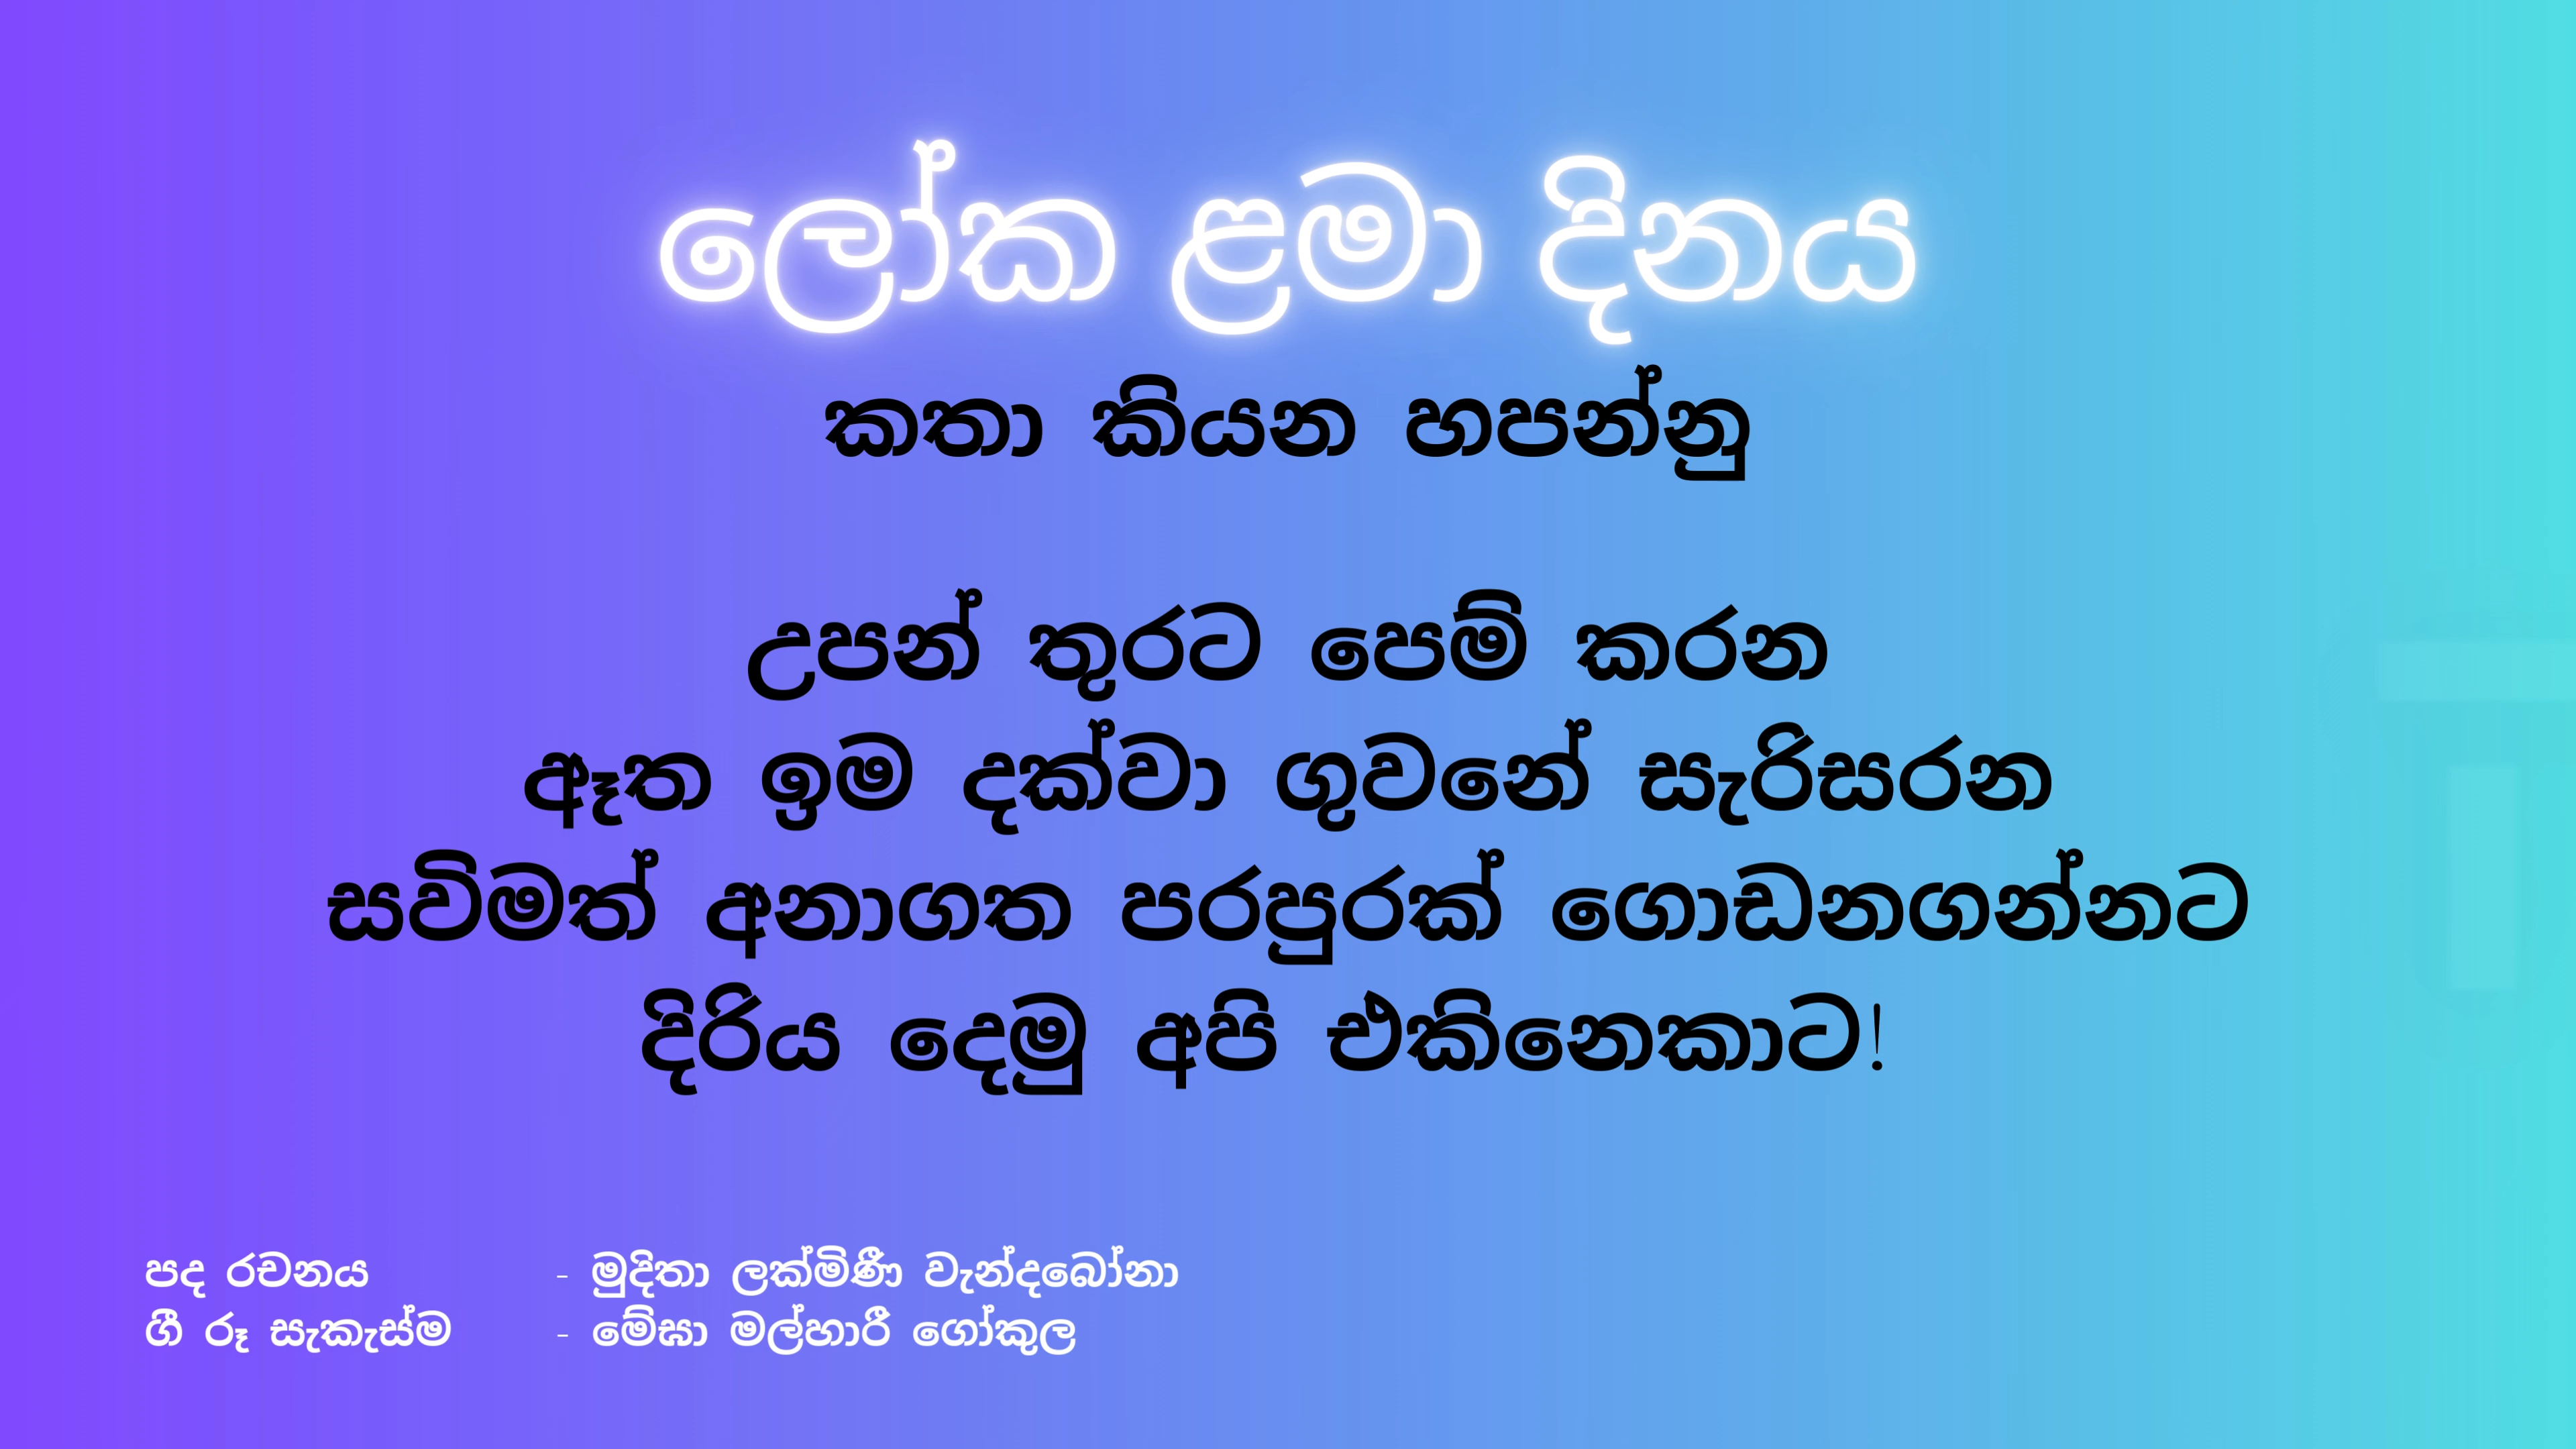 ලෝක ළමා දිනය
කතා කියන හපන්නු
උපන් තුරට පෙම් කරන
ඈත ඉම දක්වා ගුවනේ සැරිසරන
සවිමත් අනාගත පරපුරක් ගොඩනගන්නට
දිරිය දෙමු අපි එකිනෙකාට!
පද රචනය - මුදිතා ලක්මිණී වැන්දබෝනා
ගී රූ සැකැස්ම - මේඝා මල්හාරී ගෝකුල